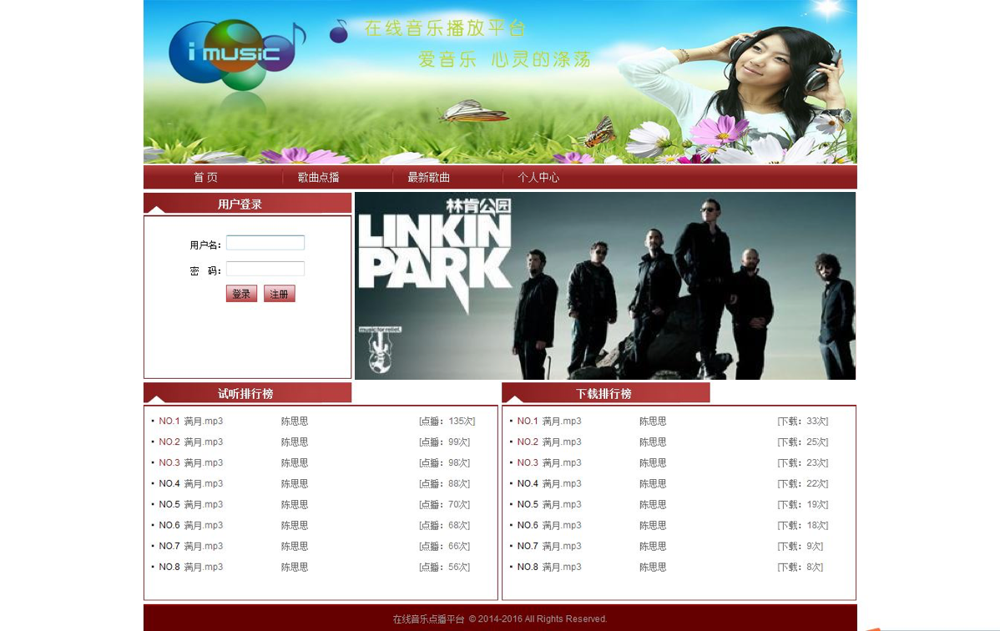 i music
在线音乐播放平台
爱音乐 心灵的涤荡
首 页 歌曲点播 最新歌曲 个人中心
用户登录
用户名：
密 码：
登录 注册
林肯公园
LINKIN
PARK
music for relief.
试听排行榜
• NO.1 满月.mp3 陈思思 [点播：135次]
• NO.2 满月.mp3 陈思思 [点播：99次]
• NO.3 满月.mp3 陈思思 [点播：98次]
• NO.4 满月.mp3 陈思思 [点播：88次]
• NO.5 满月.mp3 陈思思 [点播：70次]
• NO.6 满月.mp3 陈思思 [点播：68次]
• NO.7 满月.mp3 陈思思 [点播：66次]
• NO.8 满月.mp3 陈思思 [点播：56次]
下载排行榜
• NO.1 满月.mp3 陈思思 [下载：33次]
• NO.2 满月.mp3 陈思思 [下载：25次]
• NO.3 满月.mp3 陈思思 [下载：23次]
• NO.4 满月.mp3 陈思思 [下载：22次]
• NO.5 满月.mp3 陈思思 [下载：19次]
• NO.6 满月.mp3 陈思思 [下载：18次]
• NO.7 满月.mp3 陈思思 [下载：9次]
• NO.8 满月.mp3 陈思思 [下载：8次]
在线音乐点播平台 © 2014-2016 All Rights Reserved.